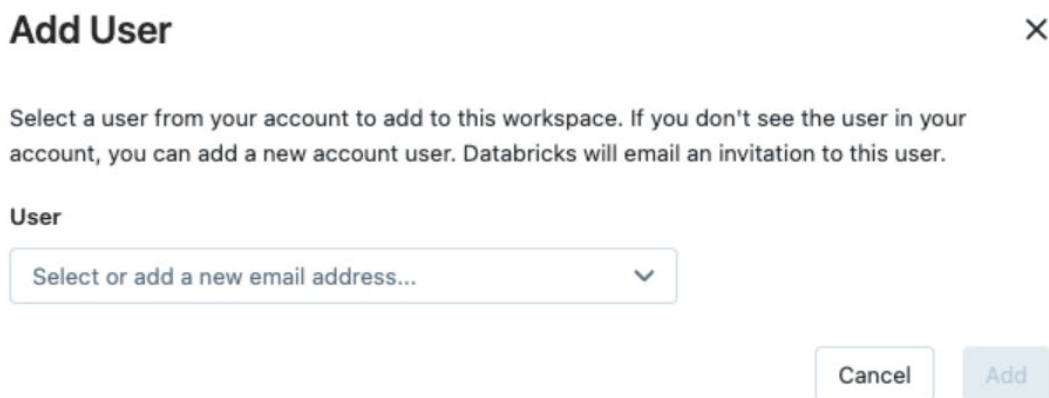 Add User
Select a user from your account to add to this workspace. If you don't see the user in your
account, you can add a new account user. Databricks will email an invitation to this user.
User
Select or add a new email address...
Cancel
Add